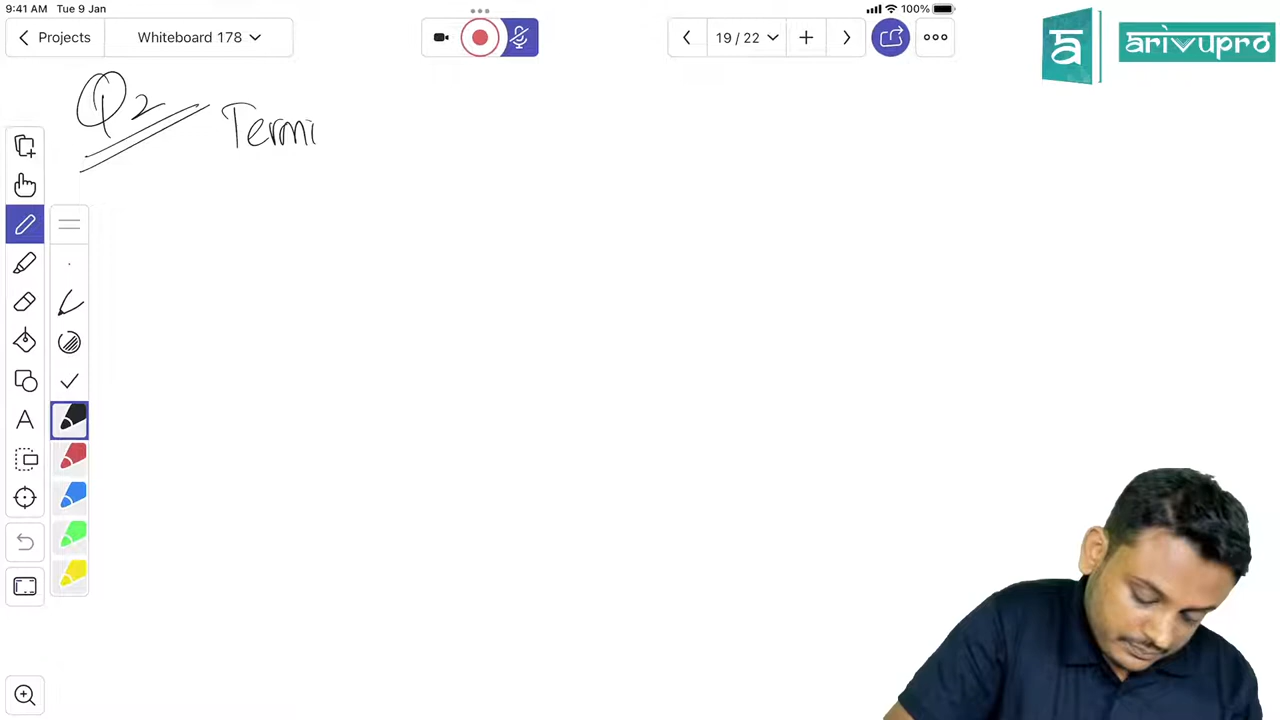 9:41 AM Tue 9 Jan 100%
Projects Whiteboard 178 19 / 22
arivupro
Q2 Termi
A